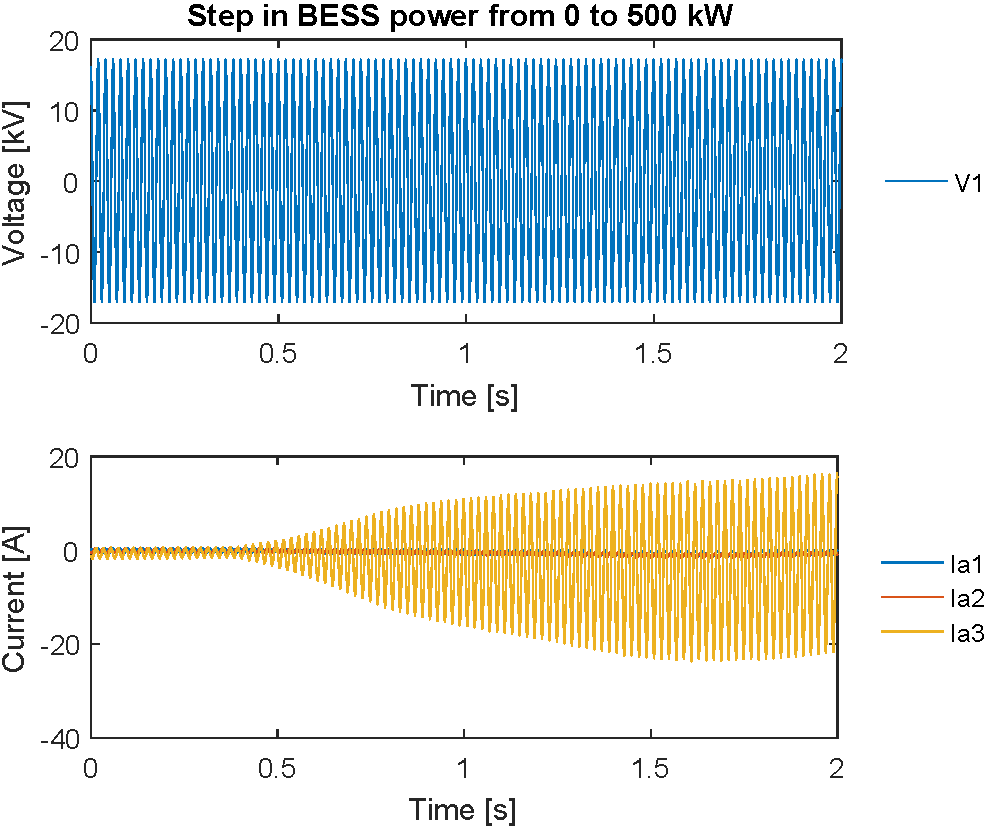 Step in BESS power from 0 to 500 kW
20
10
0
-10
-20
Voltage [kV]
0 0.5 1 1.5 2
Time [s]
V1
20
0
-20
-40
Current [A]
0 0.5 1 1.5 2
Time [s]
Ia1
Ia2
Ia3